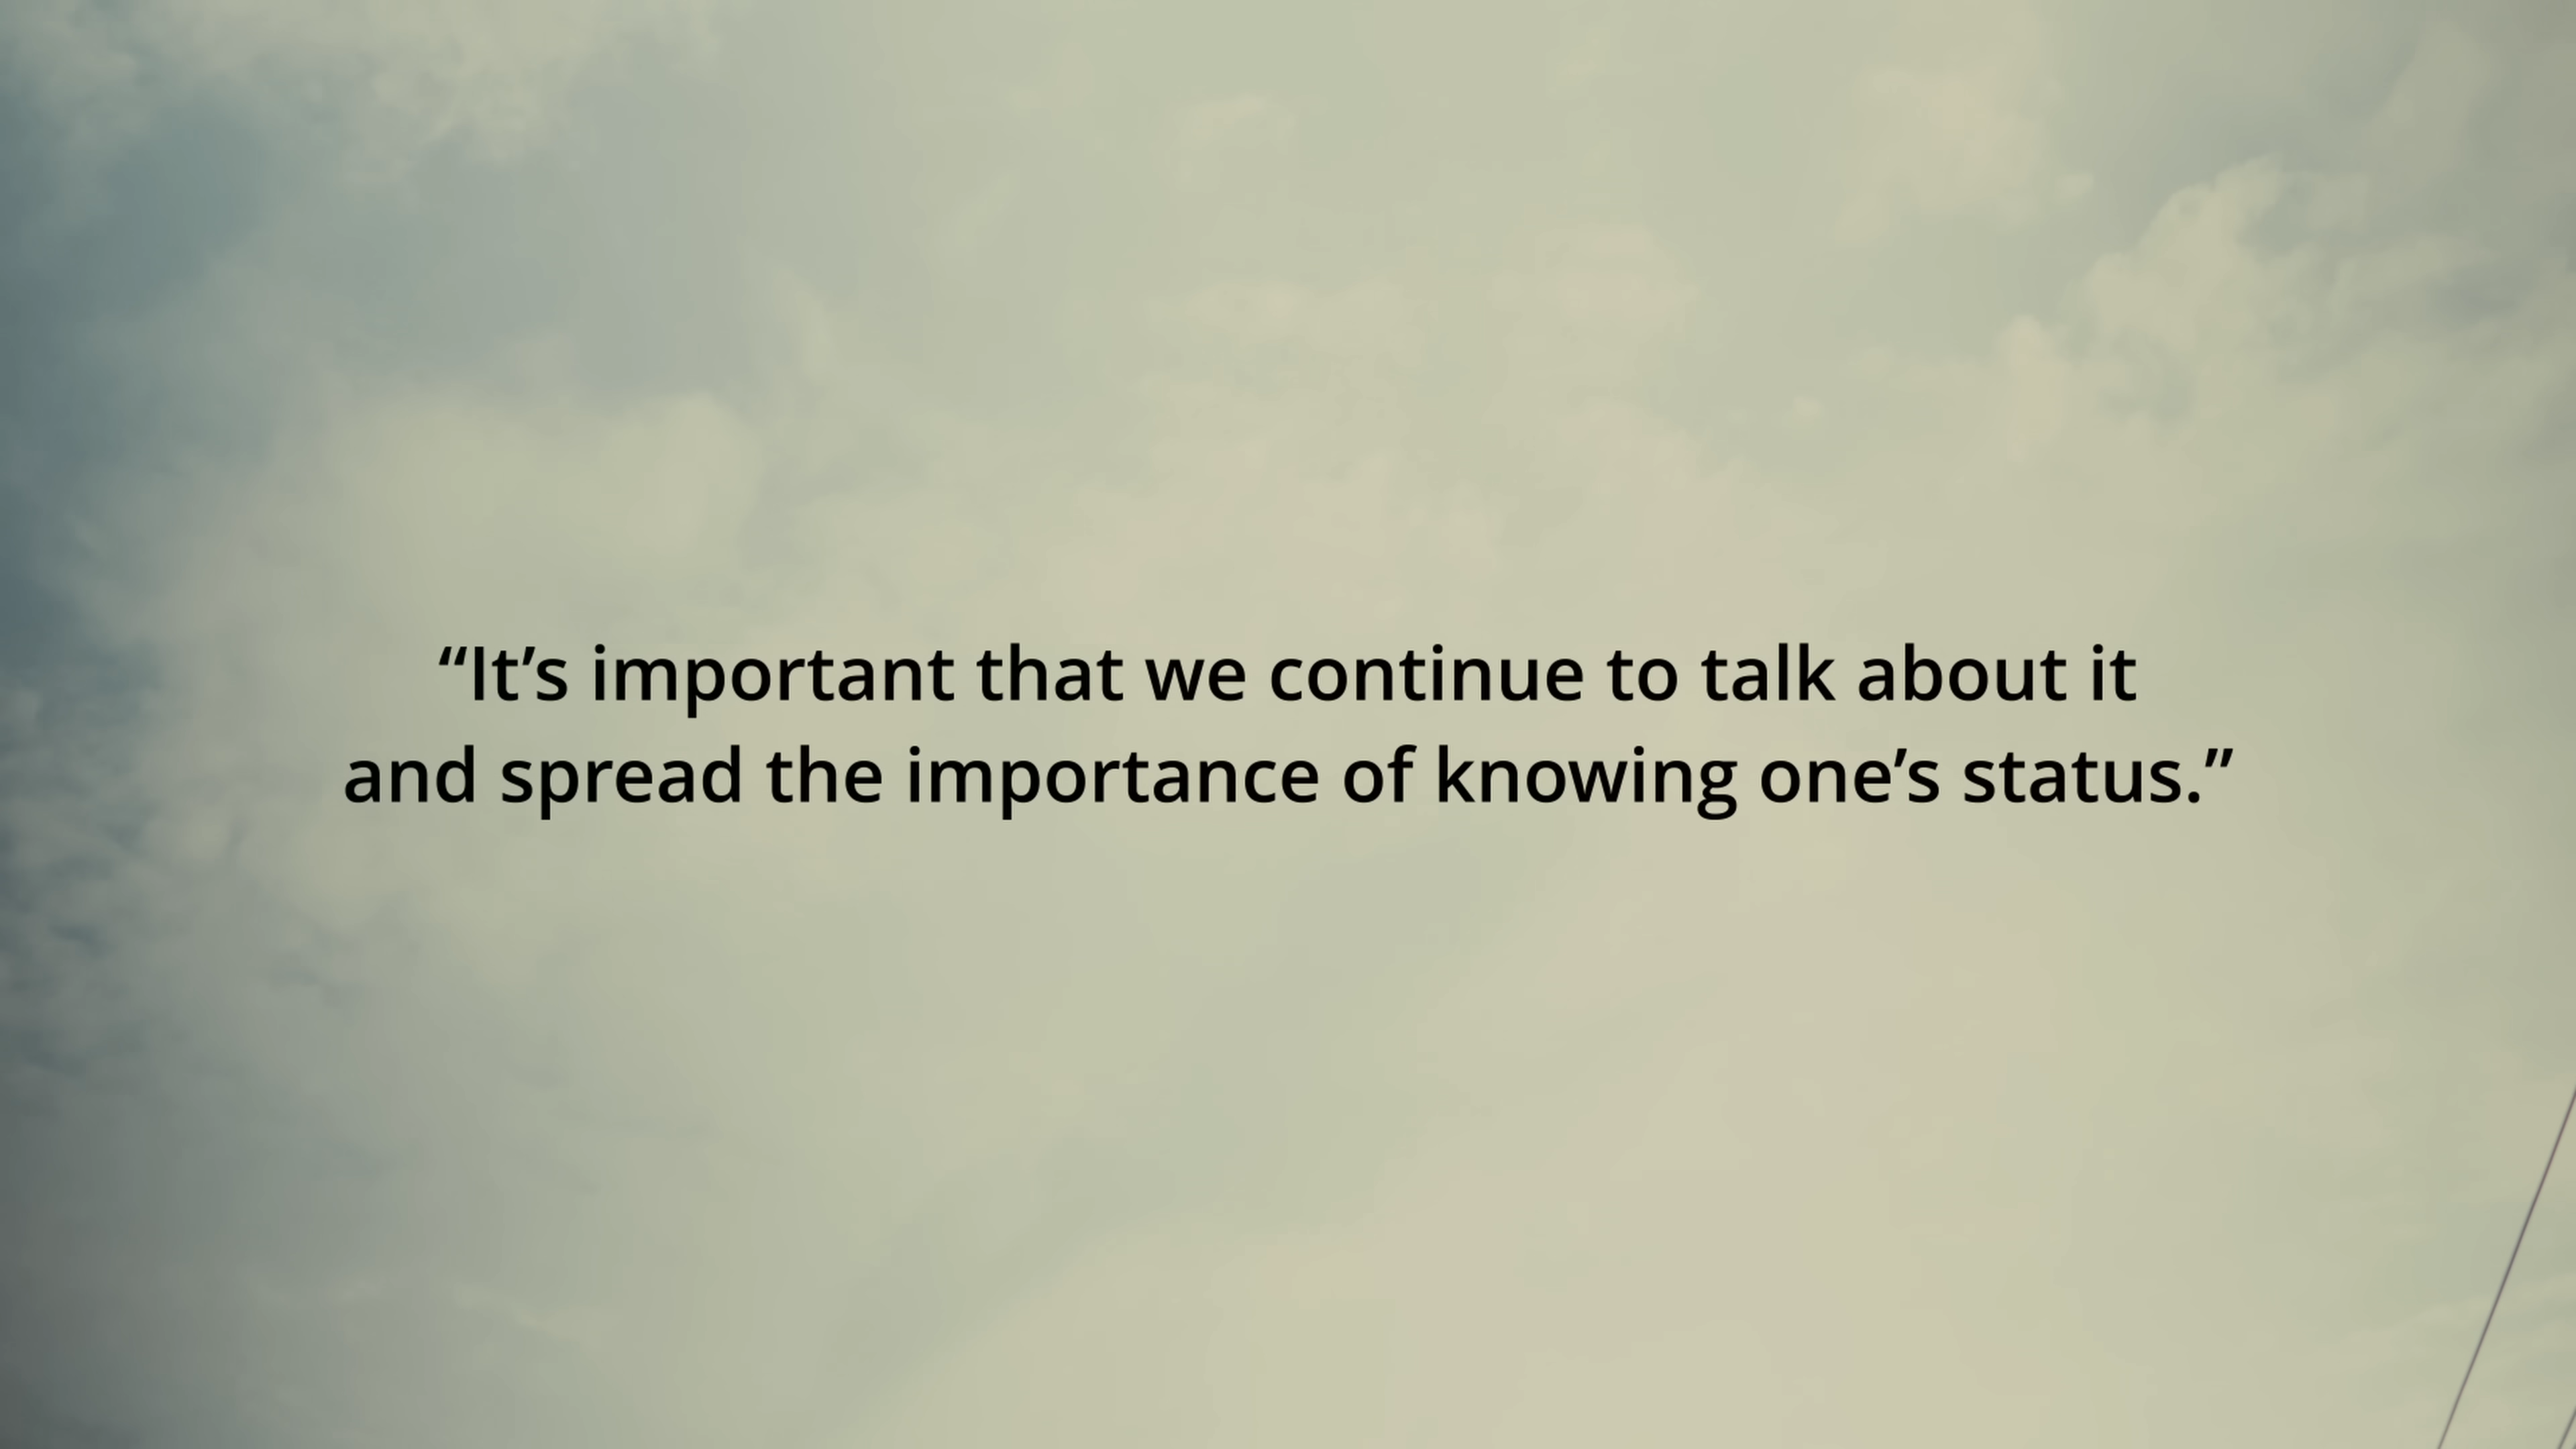 “It’s important that we continue to talk about it
and spread the importance of knowing one’s status.”